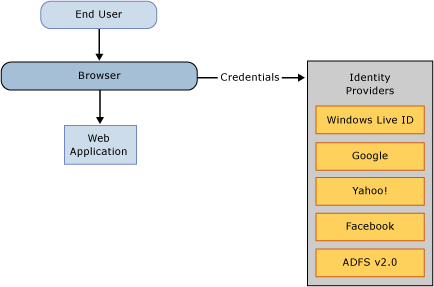 End User
Browser
Credentials
Web
Application
Identity
Providers
Windows Live ID
Google
Yahoo!
Facebook
ADFS v2.0